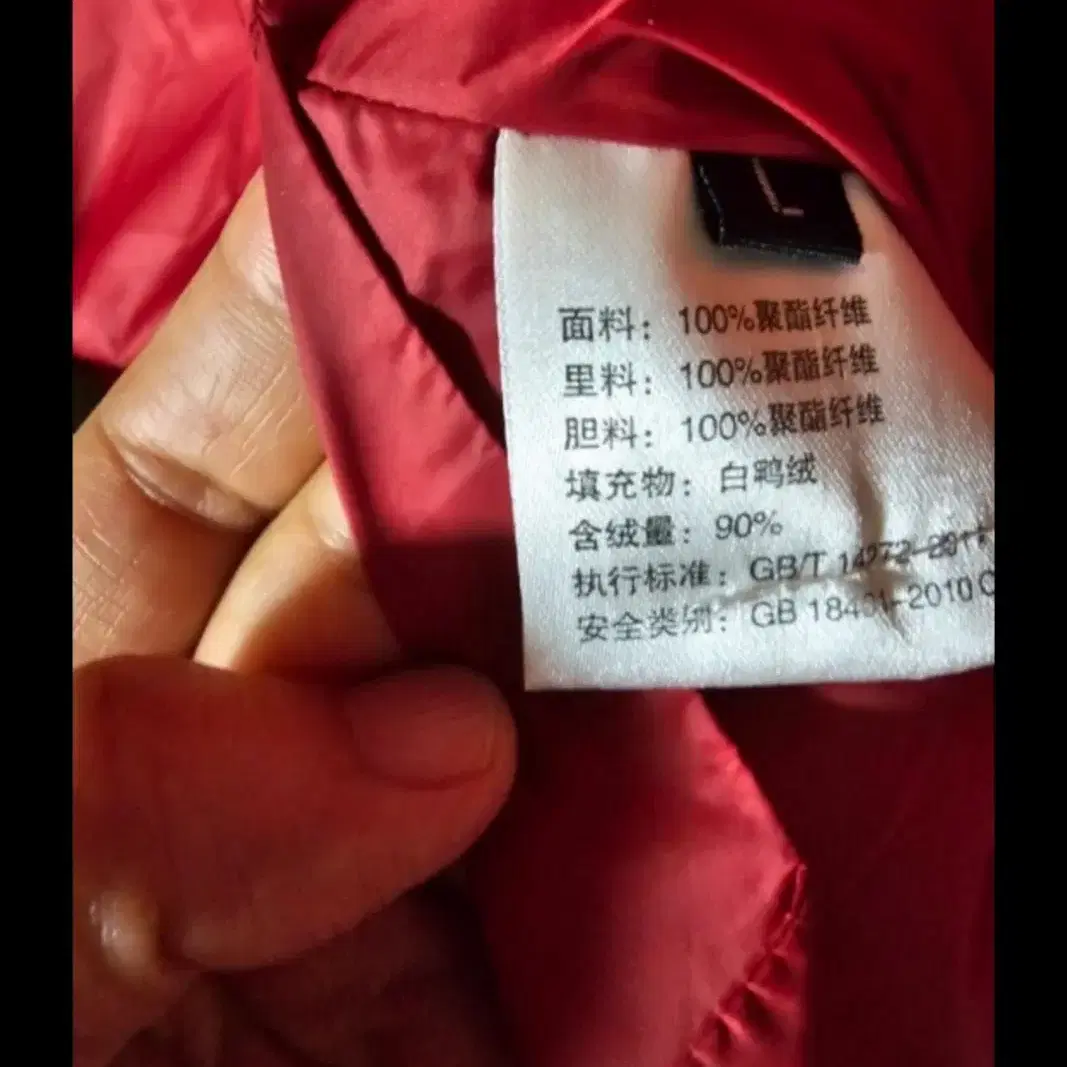 L
面料：100%聚酯纤维
里料：100%聚酯纤维
胆料：100%聚酯纤维
填充物：白鸭绒
含绒量：90%
执行标准：GB/T 14272-2011
安全类别：GB 18401-2010 C